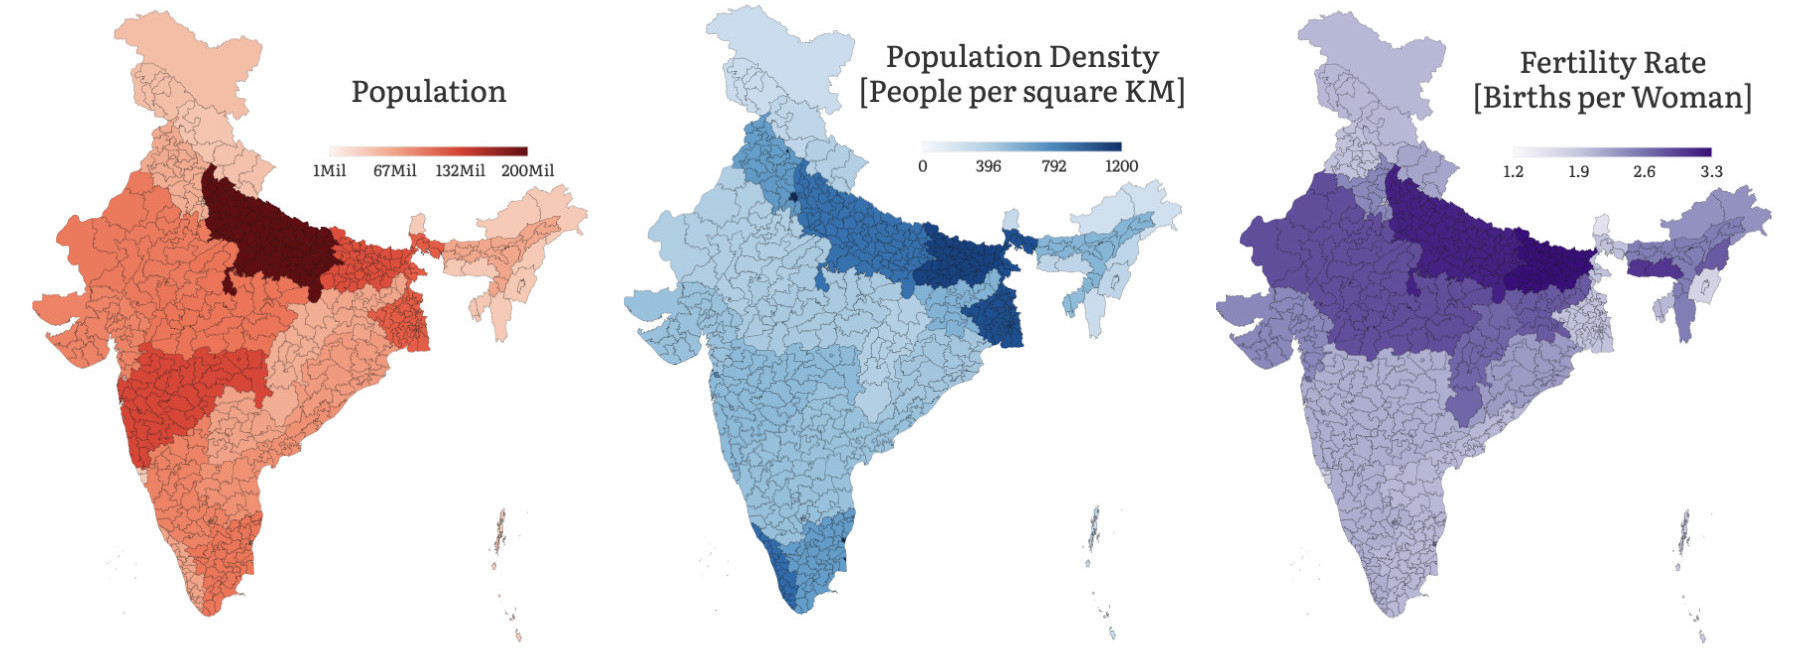 Population
1Mil 67Mil 132Mil 200Mil
Population Density
[People per square KM]
0 396 792 1200
Fertility Rate
[Births per Woman]
1.2 1.9 2.6 3.3